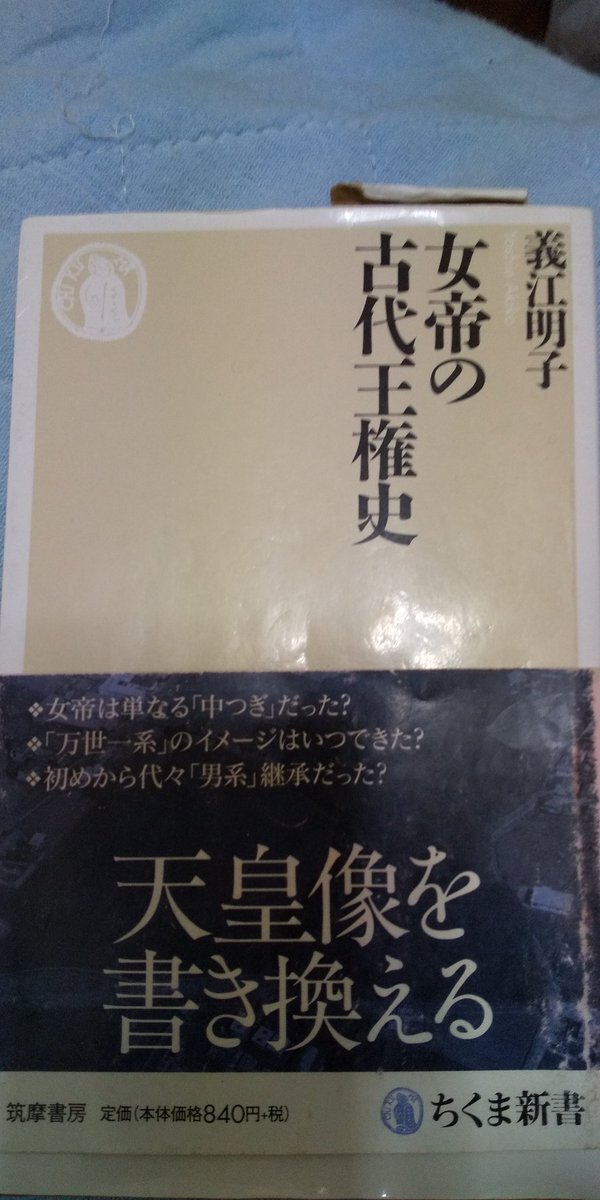 義江明子
Yoshie Akiko
女帝の
古代王権史
❖女帝は単なる「中つぎ」だった?
❖「万世一系」のイメージはいつできた?
❖初めから代々「男系」継承だった?
天皇像を
書き換える
筑摩書房 定価(本体価格840円+税)
ちくま新書